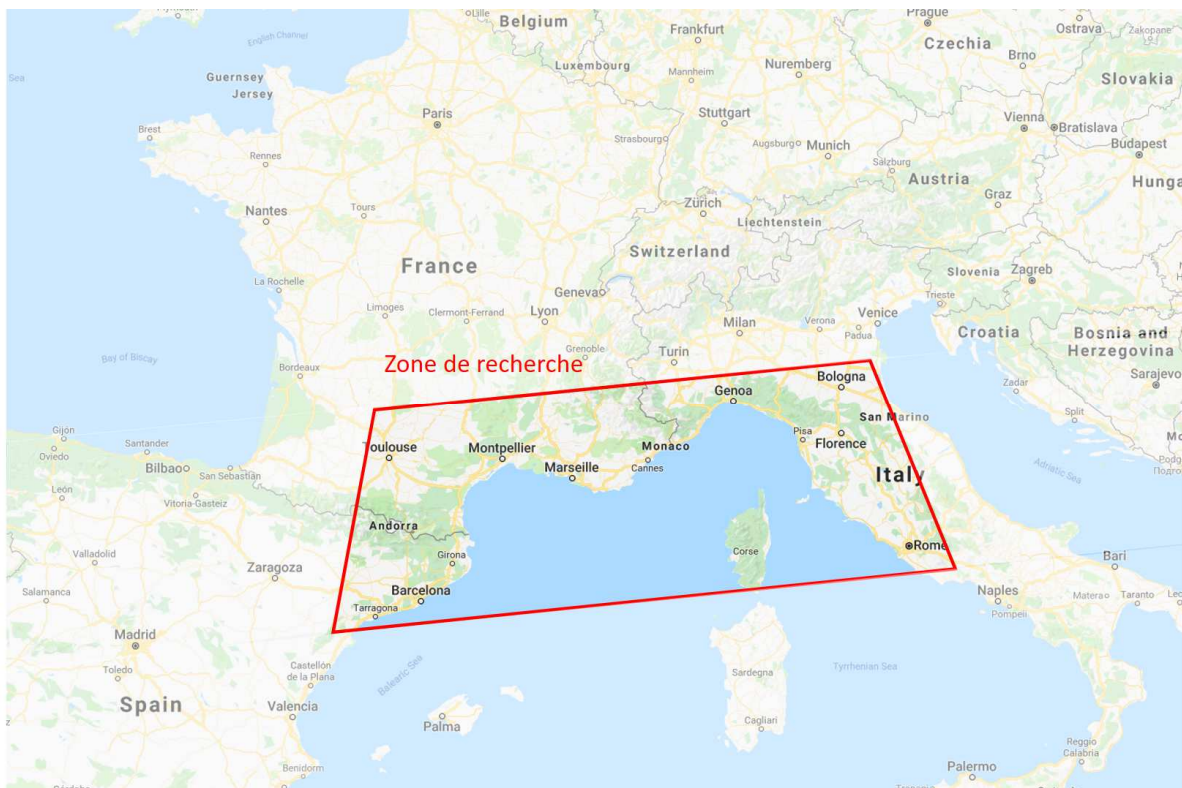 Plymouth
Lille
Belgium
Frankfurt
Prague
Ostrava
Zakopane
English Channel
Czechia
Brno
Sea
Luxembourg
Mannheim
Nuremberg
Guernsey
Jersey
Slovakia
Paris
Stuttgart
Vienna
Brest
Strasbourg
Augsburg
Munich
Bratislava
Rennes
Salzburg
Budapest
Austria
Hunga
Nantes
Tours
Zürich
Graz
Liechtenstein
Switzerland
France
La Rochelle
Slovenia
Zagreb
Geneva
Trieste
Limoges
Clermont-Ferrand
Lyon
Milan
Verona
Venice
Padua
Croatia
Bosnia and
Herzegovina
Bay of Biscay
Grenoble
Turin
Zone de recherche
Bordeaux
Bologna
Sarajevo
Zadar
Genoa
San Marino
Split
Gijón
Santander
Pisa
Florence
Oviedo
Bilbao
San Sebastián
Toulouse
Montpellier
Monaco
Marseille
Cannes
Italy
Adriatic Sea
León
Vitoria-Gasteiz
Andorra
Rome
Corse
Valladolid
Zaragoza
Girona
Bari
Salamanca
Barcelona
Tarragona
Naples
Pompeii
Matera
Taranto
Madrid
Toledo
Castellón
de la Plana
Balearic Sea
Sardegna
Tyrrhenian Sea
Spain
Valencia
Palma
Cagliari
Reggio
Calabria
Benidorm
Palermo